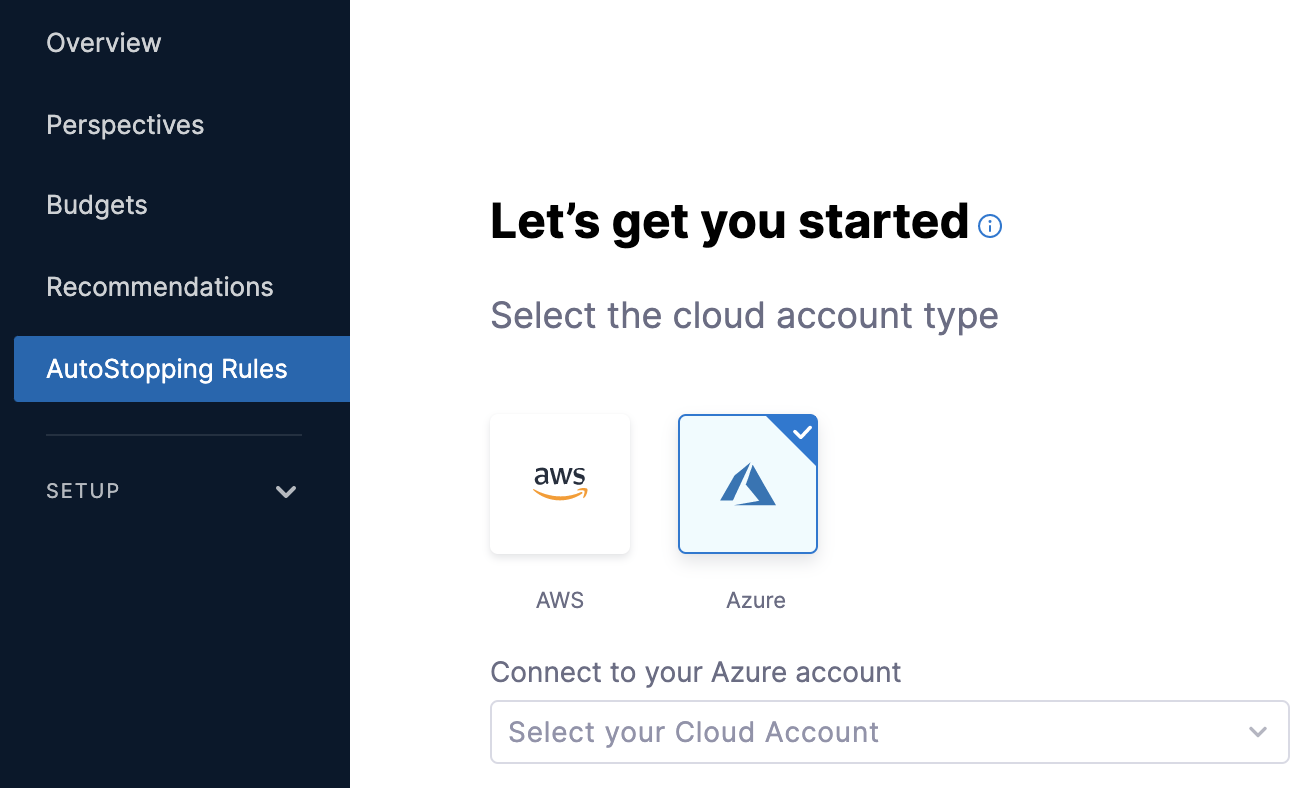 Overview
Perspectives
Budgets
Recommendations
AutoStopping Rules
SETUP
Let’s get you started
Select the cloud account type
aws
AWS
Azure
Connect to your Azure account
Select your Cloud Account